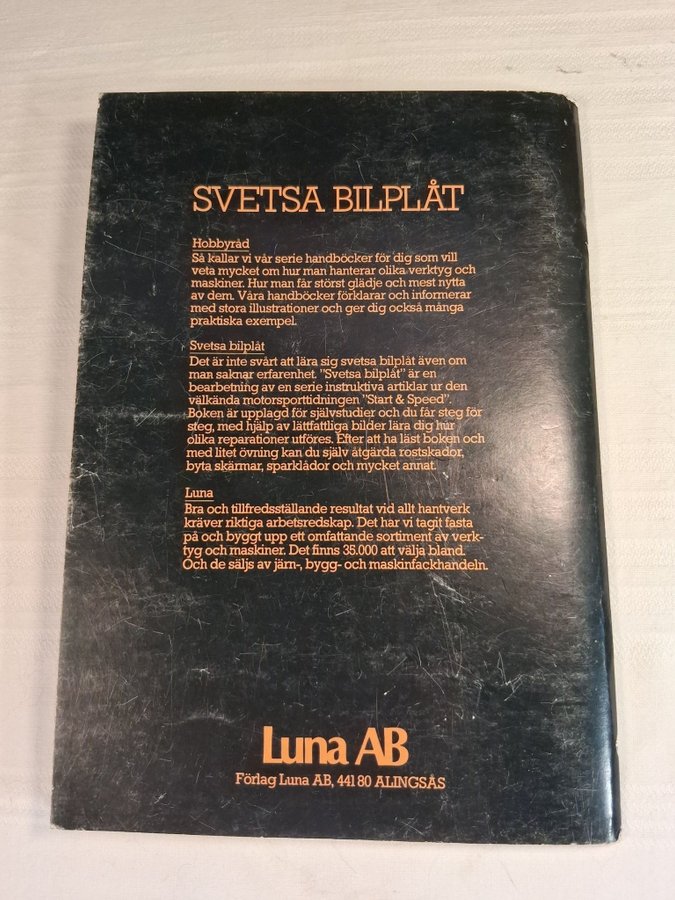 SVETSA BILPLÅT
Hobbyråd
Så kallar vi vår serie handböcker för dig som vill
veta mycket om hur man hanterar olika verktyg och
maskiner. Hur man får störst glädje och mest nytta
av dem. Våra handböcker förklarar och informerar
med stora illustrationer och ger dig också många
praktiska exempel.
Svetsa bilplåt
Det är inte svårt att lära sig svetsa bilplåt även om
man saknar erfarenhet. "Svetsa bilplåt" är en
bearbetning av en serie instruktiva artiklar ur den
välkända motorsporttidningen "Start & Speed".
Boken är upplagd för självstudier och du får steg för
steg, med hjälp av lättfattliga bilder lära dig hur
olika reparationer utföres. Efter att ha läst boken och
med litet övning kan du själv åtgärda rostskador,
byta skärmar, sparklådor och mycket annat.
Luna
Bra och tillfredsställande resultat vid allt hantverk
kräver riktiga arbetsredskap. Det har vi tagit fasta
på och byggt upp ett omfattande sortiment av verk-
tyg och maskiner. Det finns 35.000 att välja bland.
Och de säljs av järn-, bygg- och maskinfackhandeln.
Luna AB
Förlag Luna AB, 441 80 ALINGSÅS